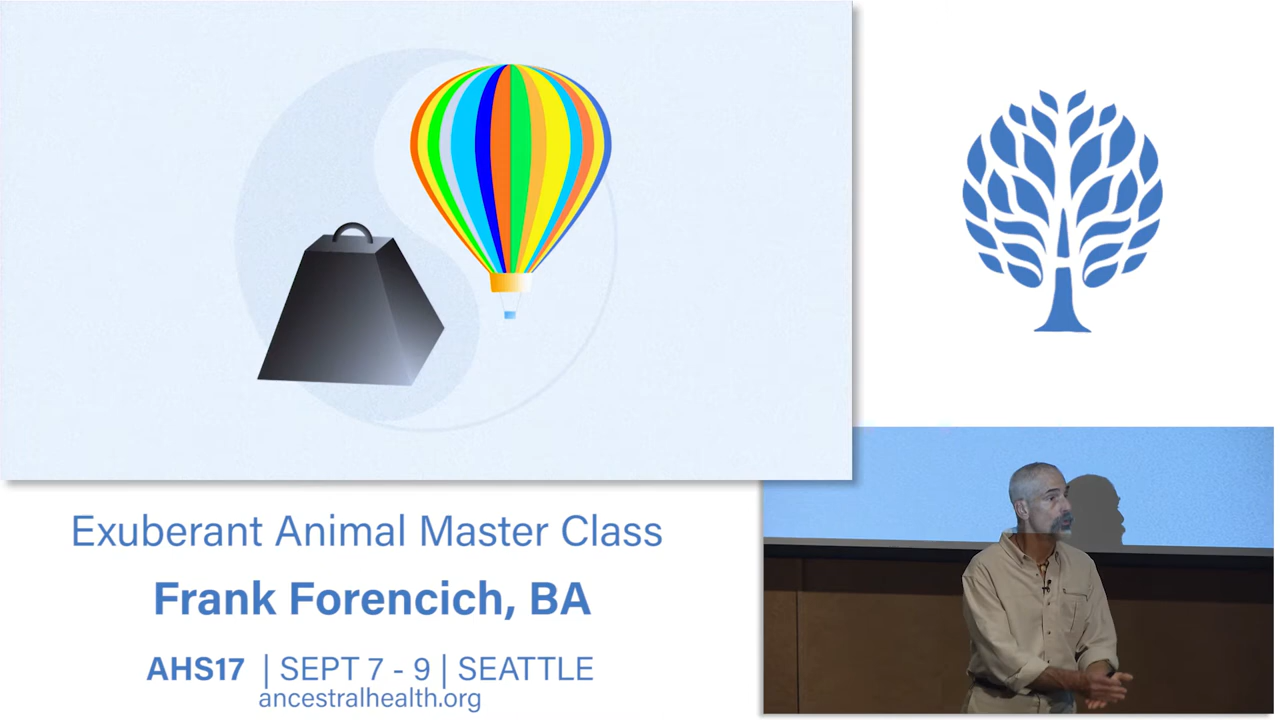 Exuberant Animal Master Class
Frank Forencich, BA
AHS17 | SEPT 7 - 9 | SEATTLE
ancestralhealth.org